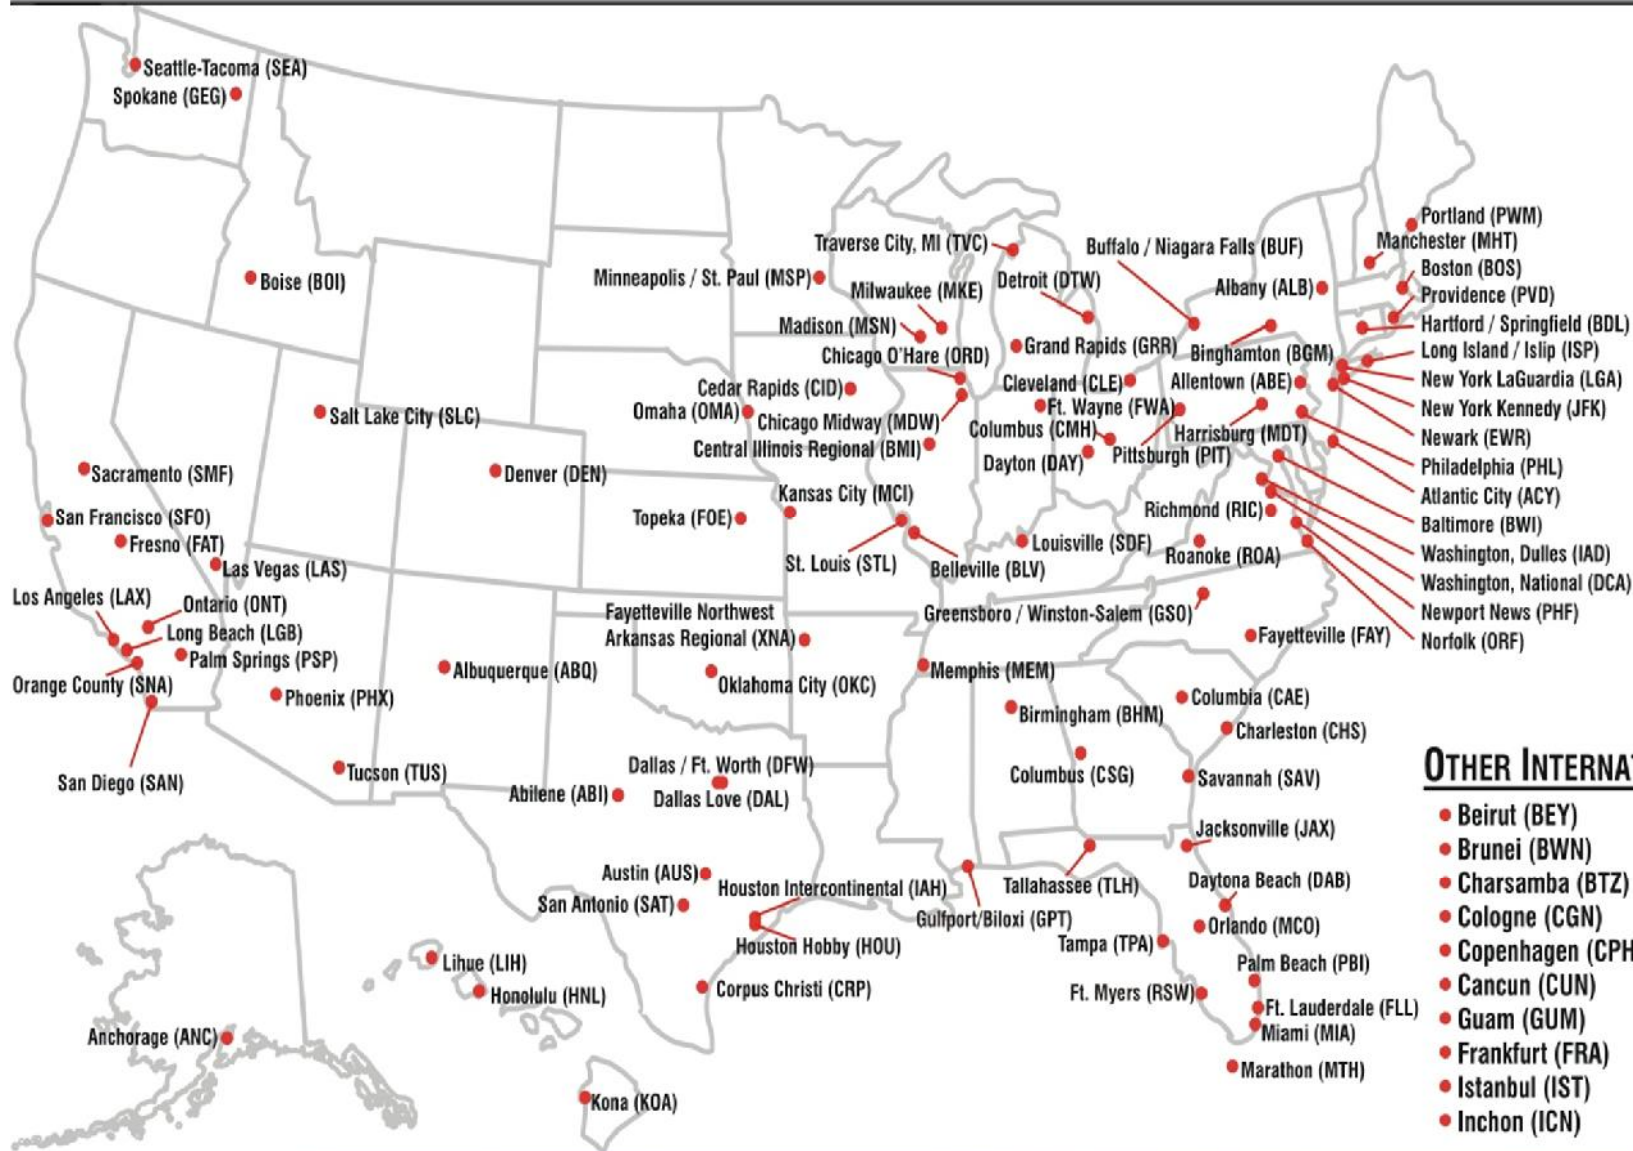 Seattle-Tacoma (SEA)
Spokane (GEG)
Boise (BOI)
Salt Lake City (SLC)
Sacramento (SMF)
San Francisco (SFO)
Fresno (FAT)
Las Vegas (LAS)
Los Angeles (LAX)
Ontario (ONT)
Long Beach (LGB)
Palm Springs (PSP)
Orange County (SNA)
Phoenix (PHX)
San Diego (SAN)
Tucson (TUS)
Denver (DEN)
Albuquerque (ABQ)
Minneapolis / St. Paul (MSP)
Traverse City, MI (TVC)
Milwaukee (MKE)
Madison (MSN)
Chicago O'Hare (ORD)
Cedar Rapids (CID)
Omaha (OMA)
Chicago Midway (MDW)
Central Illinois Regional (BMI)
Kansas City (MCI)
Topeka (FOE)
St. Louis (STL)
Belleville (BLV)
Fayetteville Northwest
Arkansas Regional (XNA)
Oklahoma City (OKC)
Memphis (MEM)
Dallas / Ft. Worth (DFW)
Abilene (ABI)
Dallas Love (DAL)
Austin (AUS)
San Antonio (SAT)
Houston Intercontinental (IAH)
Houston Hobby (HOU)
Corpus Christi (CRP)
Buffalo / Niagara Falls (BUF)
Detroit (DTW)
Grand Rapids (GRR)
Cleveland (CLE)
Ft. Wayne (FWA)
Columbus (CMH)
Dayton (DAY)
Pittsburgh (PIT)
Albany (ALB)
Binghamton (BGM)
Allentown (ABE)
Harrisburg (MDT)
Richmond (RIC)
Louisville (SDF)
Roanoke (ROA)
Greensboro / Winston-Salem (GSO)
Fayetteville (FAY)
Portland (PWM)
Manchester (MHT)
Boston (BOS)
Providence (PVD)
Hartford / Springfield (BDL)
Long Island / Islip (ISP)
New York LaGuardia (LGA)
New York Kennedy (JFK)
Newark (EWR)
Philadelphia (PHL)
Atlantic City (ACY)
Baltimore (BWI)
Washington, Dulles (IAD)
Washington, National (DCA)
Newport News (PHF)
Norfolk (ORF)
Columbia (CAE)
Birmingham (BHM)
Charleston (CHS)
Columbus (CSG)
Savannah (SAV)
Jacksonville (JAX)
Tallahassee (TLH)
Daytona Beach (DAB)
Gulfport/Biloxi (GPT)
Orlando (MCO)
Tampa (TPA)
Palm Beach (PBI)
Ft. Myers (RSW)
Ft. Lauderdale (FLL)
Miami (MIA)
Marathon (MTH)
Lihue (LIH)
Honolulu (HNL)
Anchorage (ANC)
Kona (KOA)
OTHER INTERNA
Beirut (BEY)
Brunei (BWN)
Charsamba (BTZ)
Cologne (CGN)
Copenhagen (CPH
Cancun (CUN)
Guam (GUM)
Frankfurt (FRA)
Istanbul (IST)
Inchon (ICN)